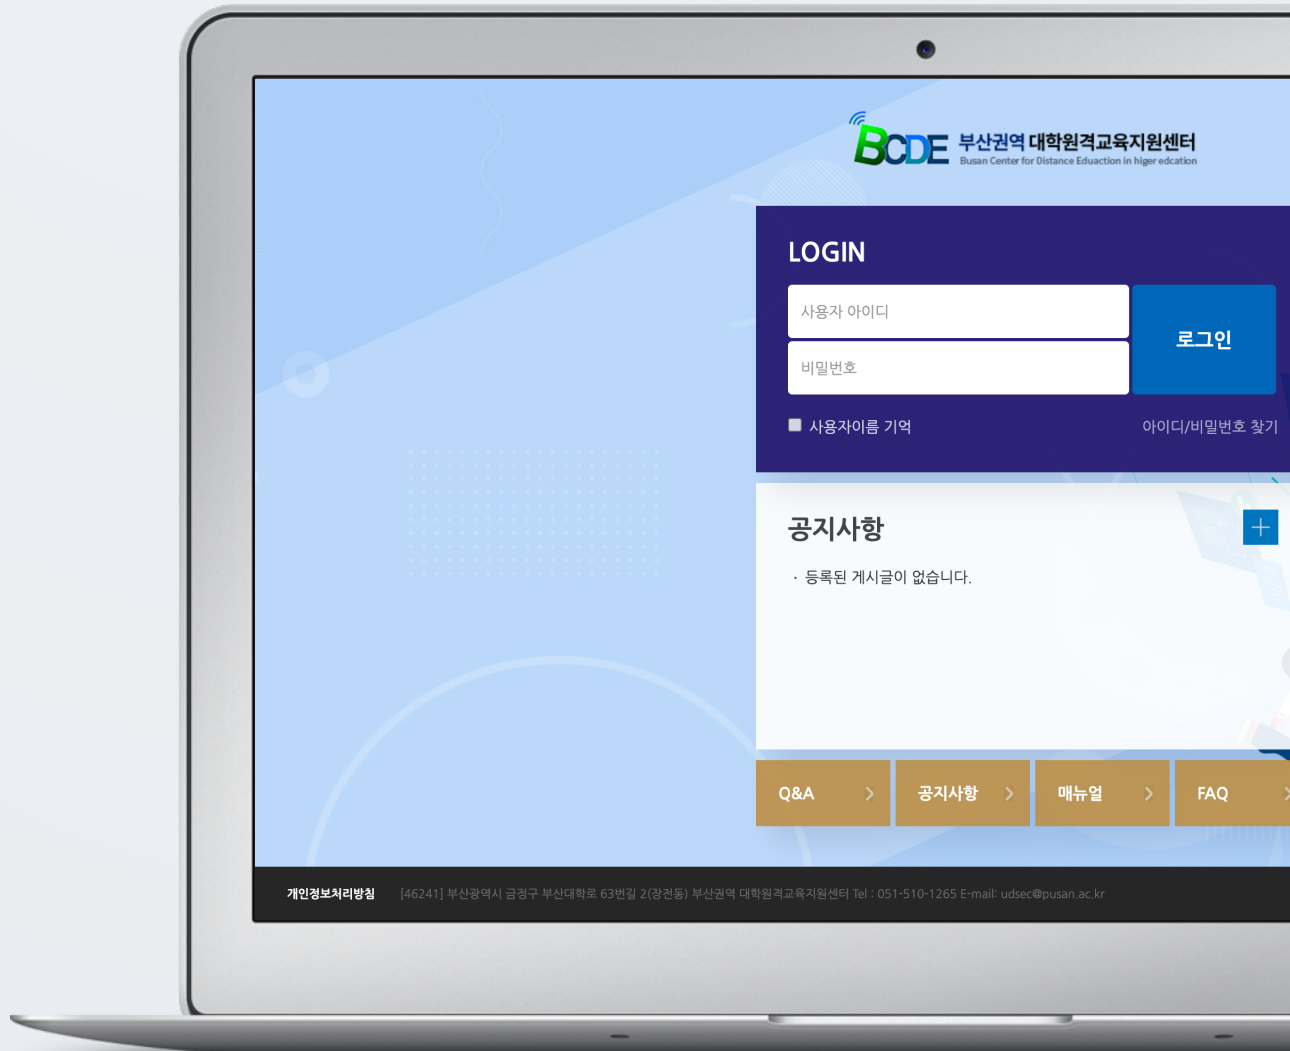 BCDE 부산권역 대학원격교육지원센터
Busan Center for Distance Eduaction in higer edcation
LOGIN
사용자 아이디
로그인
비밀번호
사용자이름 기억
아이디/비밀번호 찾기
공지사항
· 등록된 게시글이 없습니다.
Q&A
공지사항
매뉴얼
FAQ
개인정보처리방침
[46241] 부산광역시 금정구 부산대학로 63번길 2(장전동) 부산권역 대학원격교육지원센터 Tel : 051-510-1265 E-mail: udsec@pusan.ac.kr